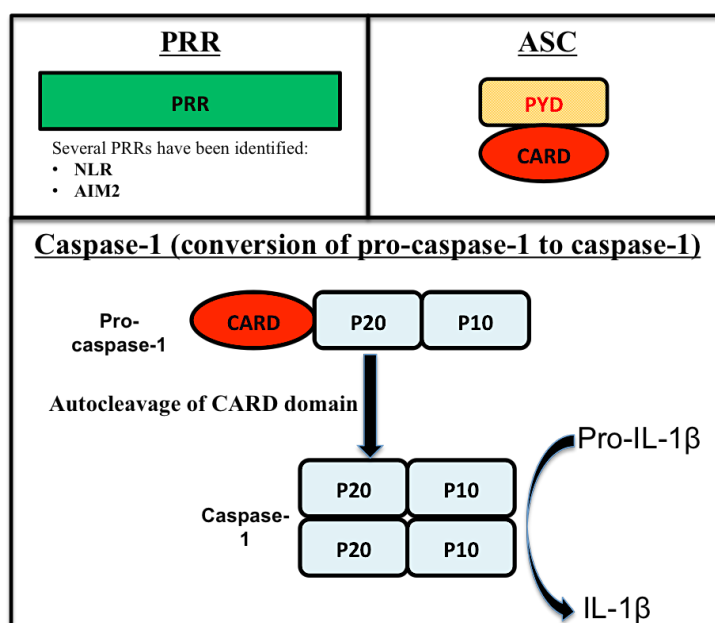 PRR
PRR
Several PRRs have been identified:
• NLR
• AIM2
ASC
PYD
CARD
Caspase-1 (conversion of pro-caspase-1 to caspase-1)
Pro-
caspase-1
CARD
P20
P10
Autocleavage of CARD domain
Caspase-
1
P20
P10
P20
P10
Pro-IL-1β
IL-1β